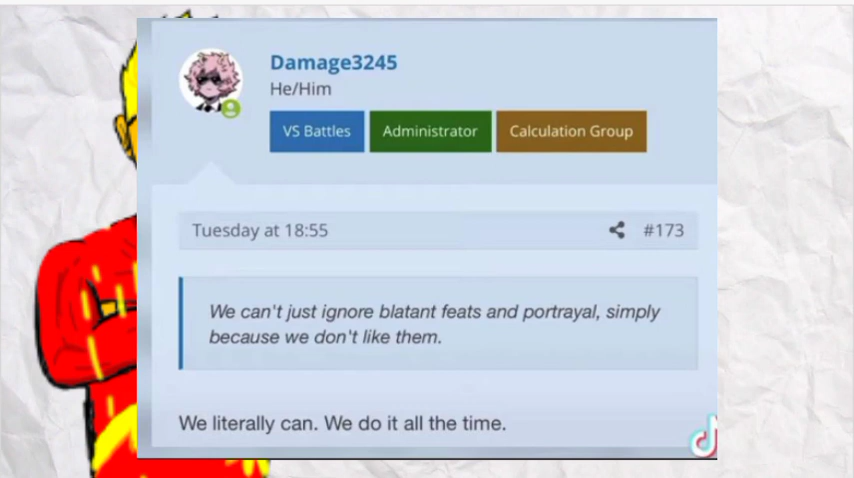 Damage3245
He/Him
VS Battles
Administrator
Calculation Group
Tuesday at 18:55
#173
We can't just ignore blatant feats and portrayal, simply
because we don't like them.
We literally can. We do it all the time.